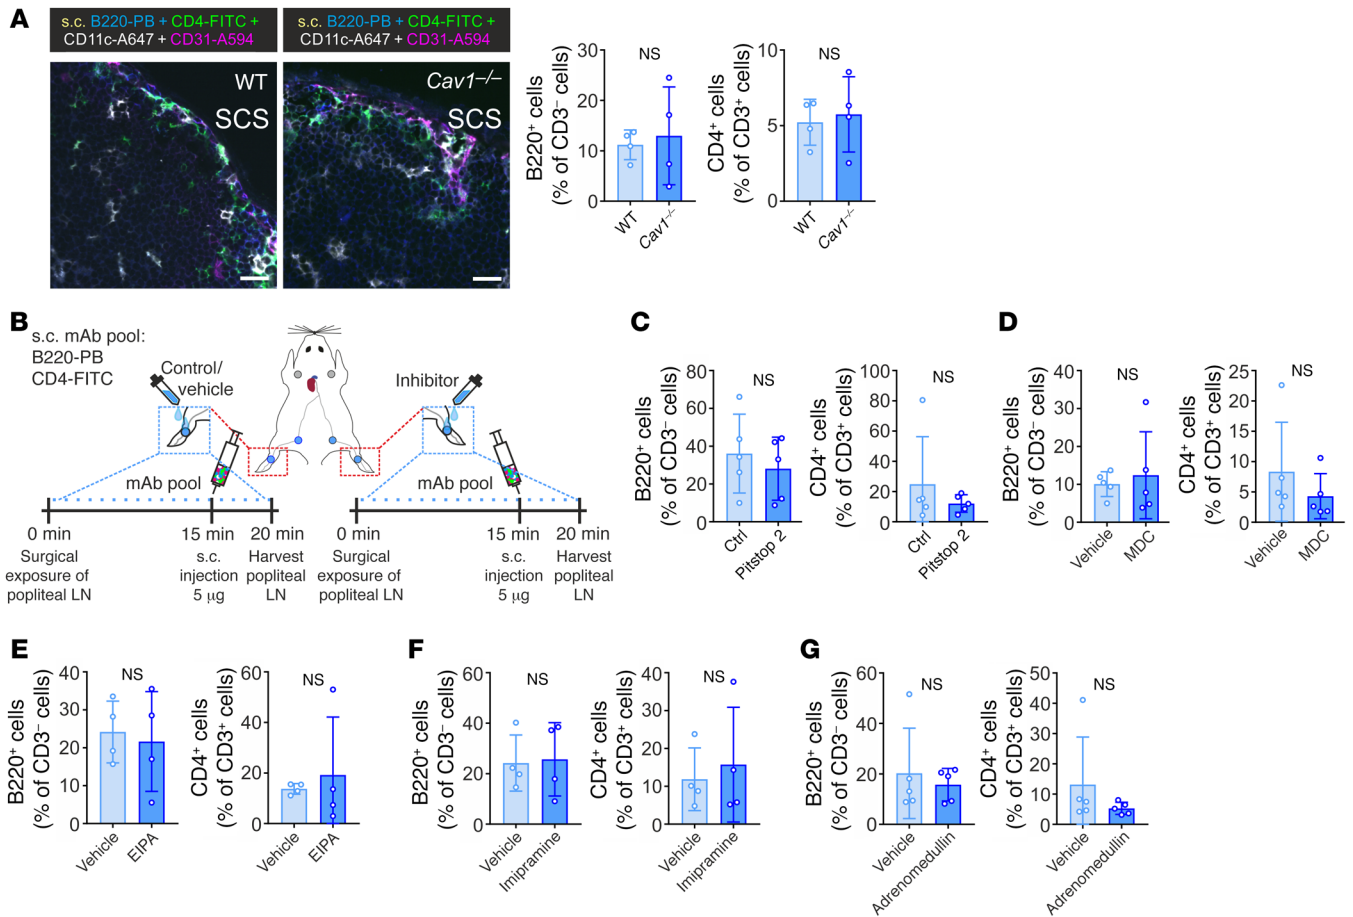 A
s.c. B220-PB + CD4-FITC +
CD11c-A647 + CD31-A594
s.c. B220-PB + CD4-FITC +
CD11c-A647 + CD31-A594
WT
SCS
Cav1–/–
SCS
B220+ cells
(% of CD3– cells)
30
20
10
0
NS
WT
Cav1–/–
CD4+ cells
(% of CD3+ cells)
10
5
0
NS
WT
Cav1–/–
B
s.c. mAb pool:
B220-PB
CD4-FITC
Control/
vehicle
Inhibitor
mAb pool
mAb pool
0 min
15 min
20 min
0 min
15 min
20 min
Surgical
exposure of
popliteal LN
s.c.
injection
5 μg
Harvest
popliteal
LN
Surgical
exposure of
popliteal LN
s.c.
injection
5 μg
Harvest
popliteal
LN
C
B220+ cells
(% of CD3– cells)
80
60
40
20
0
NS
Ctrl
Pitstop 2
CD4+ cells
(% of CD3+ cells)
100
80
60
40
20
0
NS
Ctrl
Pitstop 2
D
B220+ cells
(% of CD3– cells)
40
30
20
10
0
NS
Vehicle
MDC
CD4+ cells
(% of CD3+ cells)
25
20
15
10
5
0
NS
Vehicle
MDC
E
B220+ cells
(% of CD3– cells)
40
30
20
10
0
NS
Vehicle
EIPA
CD4+ cells
(% of CD3+ cells)
60
40
20
0
NS
Vehicle
EIPA
F
B220+ cells
(% of CD3– cells)
60
40
20
0
NS
Vehicle
Imipramine
CD4+ cells
(% of CD3+ cells)
40
30
20
10
0
NS
Vehicle
Imipramine
G
B220+ cells
(% of CD3– cells)
60
40
20
0
NS
Vehicle
Adrenomedullin
CD4+ cells
(% of CD3+ cells)
50
40
30
20
10
0
NS
Vehicle
Adrenomedullin